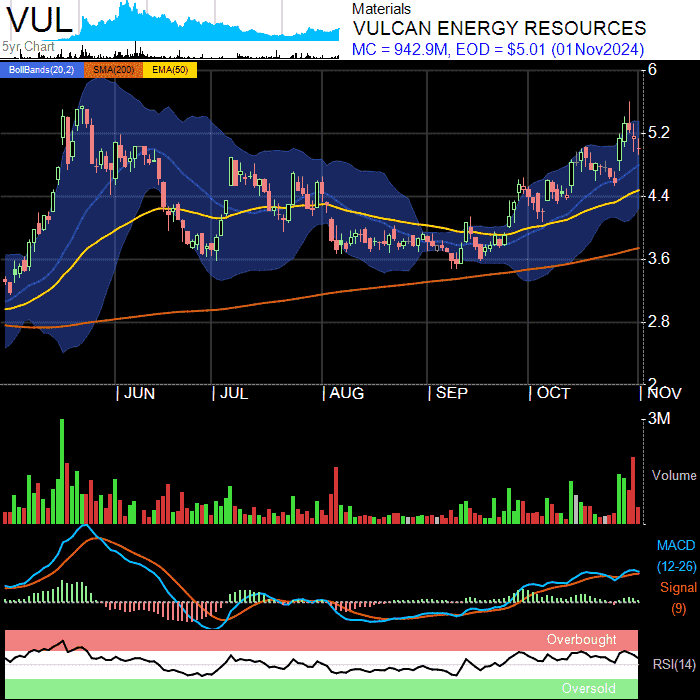 VUL
5yr Chart
Materials
VULCAN ENERGY RESOURCES
MC = 942.9M, EOD = $5.01 (01Nov2024)
BollBands(20,2) SMA(200) EMA(50)
6
5.2
4.4
3.6
2.8
2
| JUN | JUL | AUG | SEP | OCT | NOV
3M
Volume
MACD
(12-26)
Signal
(9)
Overbought
RSI(14)
Oversold